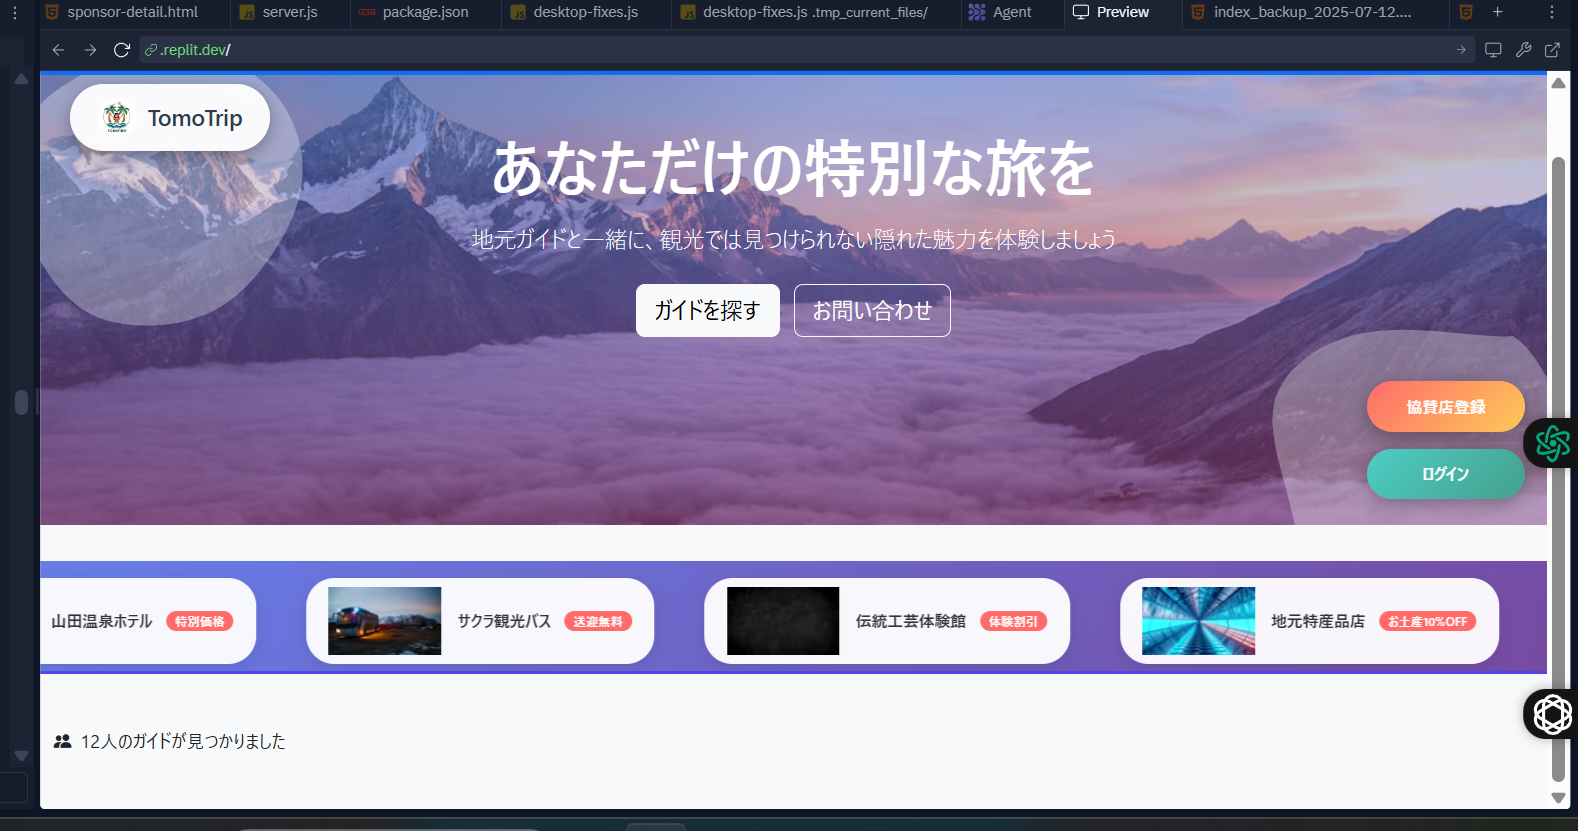 sponsor-detail.html
server.js
package.json
desktop-fixes.js
desktop-fixes.js .tmp_current_files/
Agent
Preview
index_backup_2025-07-12....
.replit.dev/
TomoTrip
あなただけの特別な旅を
地元ガイドと一緒に、観光では見つけられない隠れた魅力を体験しましょう
ガイドを探す
お問い合わせ
協賛店登録
ログイン
山田温泉ホテル 特別価格
サクラ観光バス 送迎無料
伝統工芸体験館 体験割引
地元特産品店 お土産10%OFF
12人のガイドが見つかりました